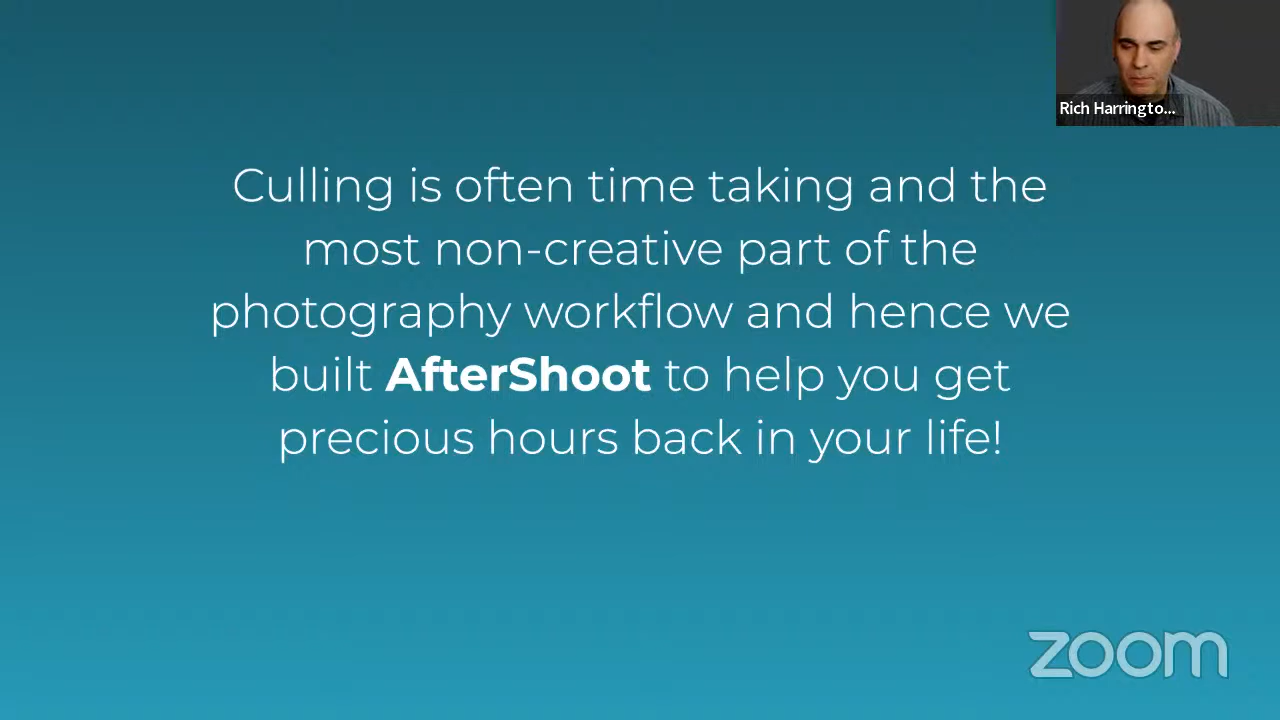 Rich Harringto...
Culling is often time taking and the
most non-creative part of the
photography workflow and hence we
built AfterShoot to help you get
precious hours back in your life!
zoom